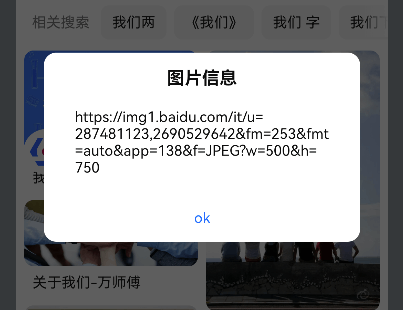 相关搜索 我们两 《我们》 我们 字 我们
图片信息
https://img1.baidu.com/it/u=
287481123,2690529642&fm=253&fmt
=auto&app=138&f=JPEG?w=500&h=
750
ok
我
关于我们-万师傅